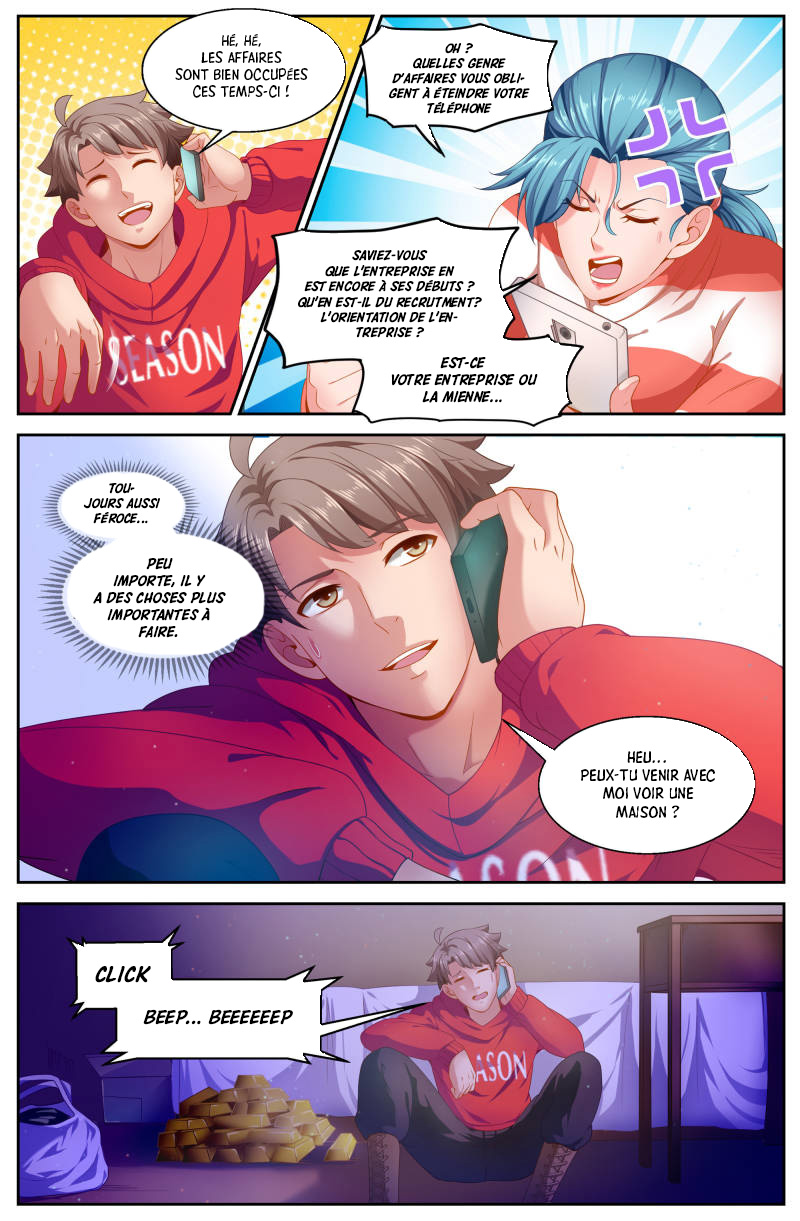 HÉ, HÉ,
LES AFFAIRES
SONT BIEN OCCUPÉES
CES TEMPS-CI !
OH ?
QUELLES GENRE
D'AFFAIRES VOUS OBLI-
GENT À ÉTEINDRE VOTRE
TÉLÉPHONE
SEASON
SAVIEZ-VOUS
QUE L'ENTREPRISE EN
EST ENCORE À SES DÉBUTS ?
QU'EN EST-IL DU RECRUTMENT?
L'ORIENTATION DE L'EN-
TREPRISE ?
EST-CE
VOTRE ENTREPRISE OU
LA MIENNE...
TOU-
JOURS AUSSI
FÉROCE...
PEU
IMPORTE, IL Y
A DES CHOSES PLUS
IMPORTANTES À
FAIRE.
HEU...
PEUX-TU VENIR AVEC
MOI VOIR UNE
MAISON ?
ASON
CLICK
BEEP... BEEEEEEP
ASON